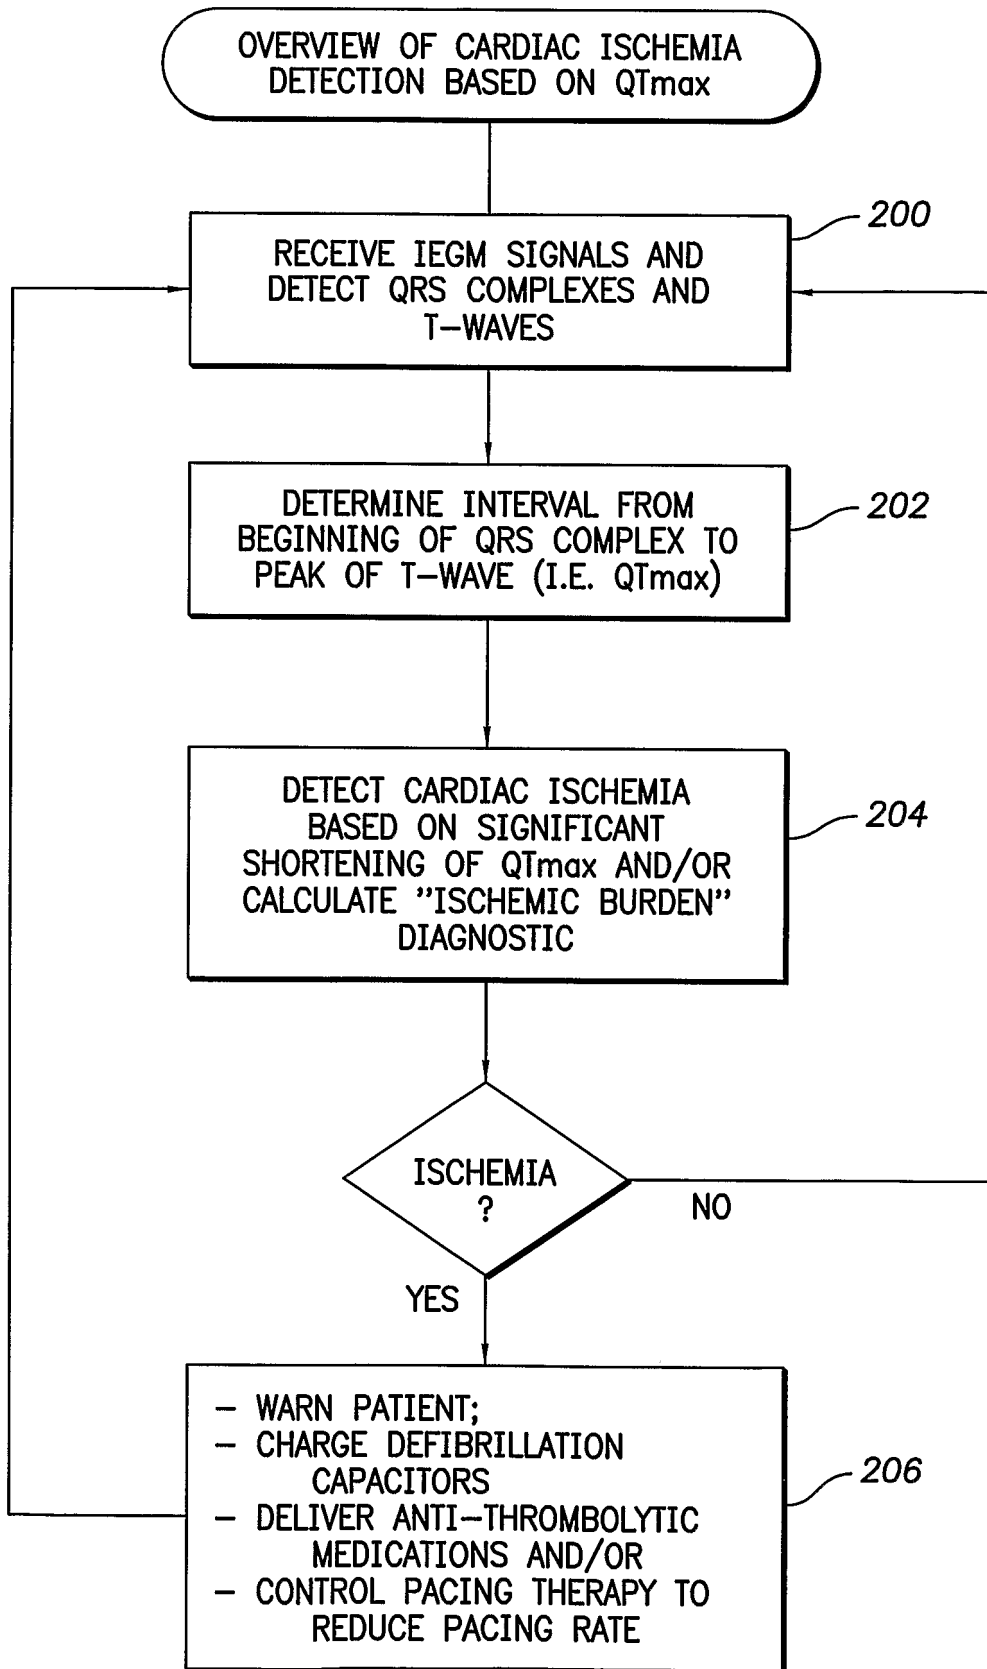 OVERVIEW OF CARDIAC ISCHEMIA
DETECTION BASED ON QTmax
200
RECEIVE IEGM SIGNALS AND
DETECT QRS COMPLEXES AND
T-WAVES
202
DETERMINE INTERVAL FROM
BEGINNING OF QRS COMPLEX TO
PEAK OF T-WAVE (I.E. QTmax)
204
DETECT CARDIAC ISCHEMIA
BASED ON SIGNIFICANT
SHORTENING OF QTmax AND/OR
CALCULATE "ISCHEMIC BURDEN"
DIAGNOSTIC
ISCHEMIA
?
NO
YES
206
- WARN PATIENT;
- CHARGE DEFIBRILLATION
CAPACITORS
- DELIVER ANTI-THROMBOLYTIC
MEDICATIONS AND/OR
- CONTROL PACING THERAPY TO
REDUCE PACING RATE